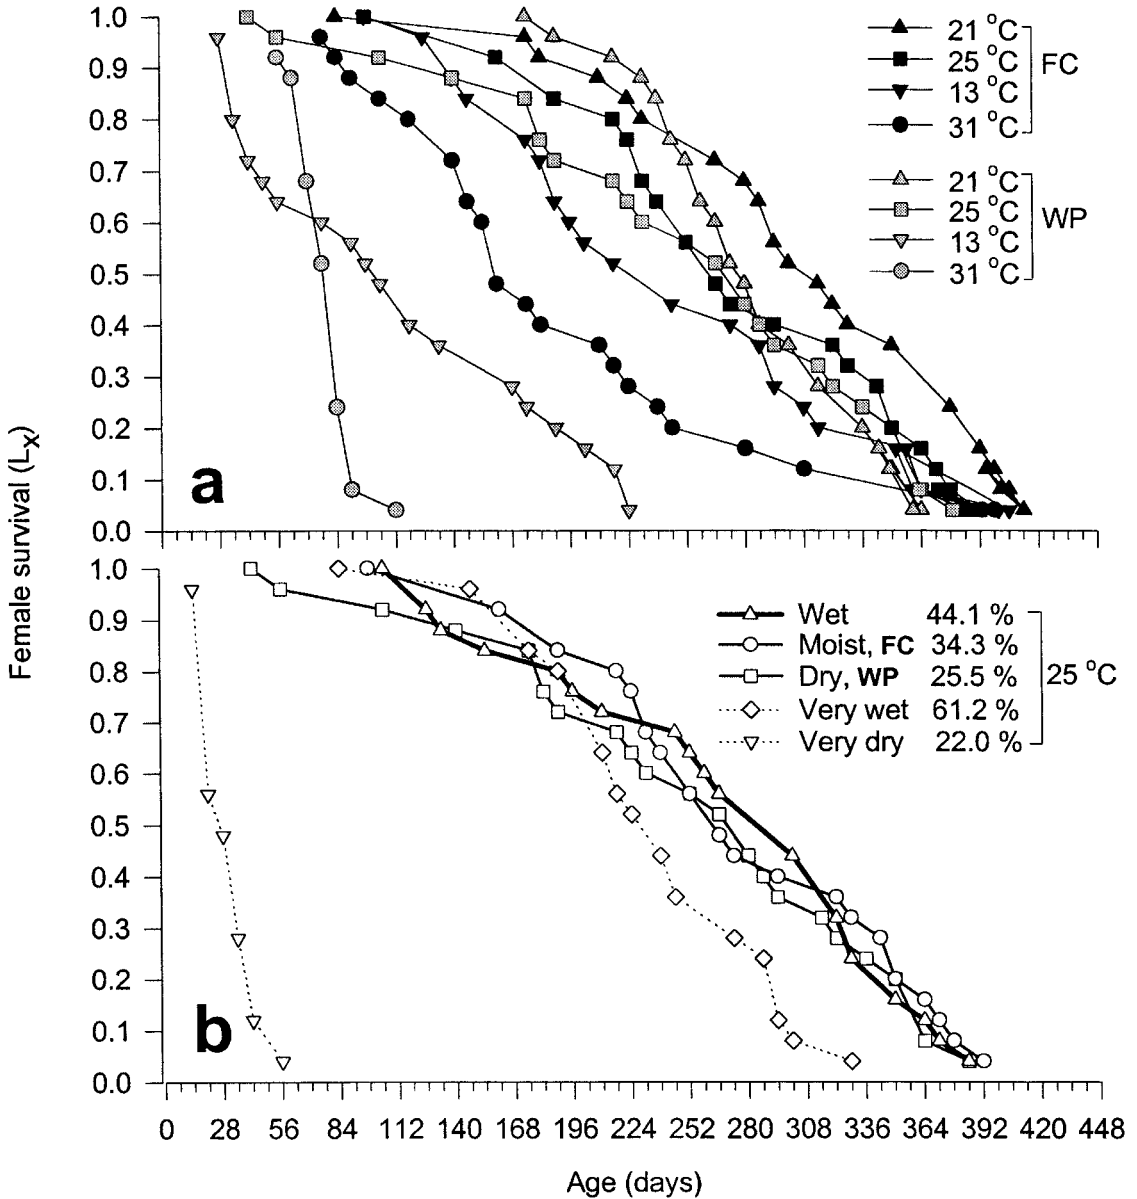 1.0
0.9
0.8
0.7
0.6
0.5
0.4
0.3
0.2
0.1
0.0
a
21 °C
25 °C
13 °C
31 °C
FC
21 °C
25 °C
13 °C
31 °C
WP
Female survival (Lx)
1.0
0.9
0.8
0.7
0.6
0.5
0.4
0.3
0.2
0.1
0.0
b
Wet 44.1 %
Moist, FC 34.3 %
Dry, WP 25.5 %
Very wet 61.2 %
Very dry 22.0 %
25 °C
0 28 56 84 112 140 168 196 224 252 280 308 336 364 392 420 448
Age (days)